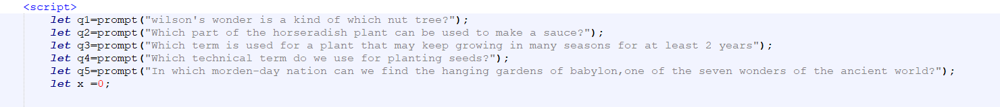 <script>
let q1=prompt("wilson's wonder is a kind of which nut tree?");
let q2=prompt("Which part of the horseradish plant can be used to make a sauce?");
let q3=prompt("Which term is used for a plant that may keep growing in many seasons for at least 2 years");
let q4=prompt("Which technical term do we use for planting seeds?");
let q5=prompt("In which morden-day nation can we find the hanging gardens of babylon,one of the seven wonders of the ancient world?");
let x =0;